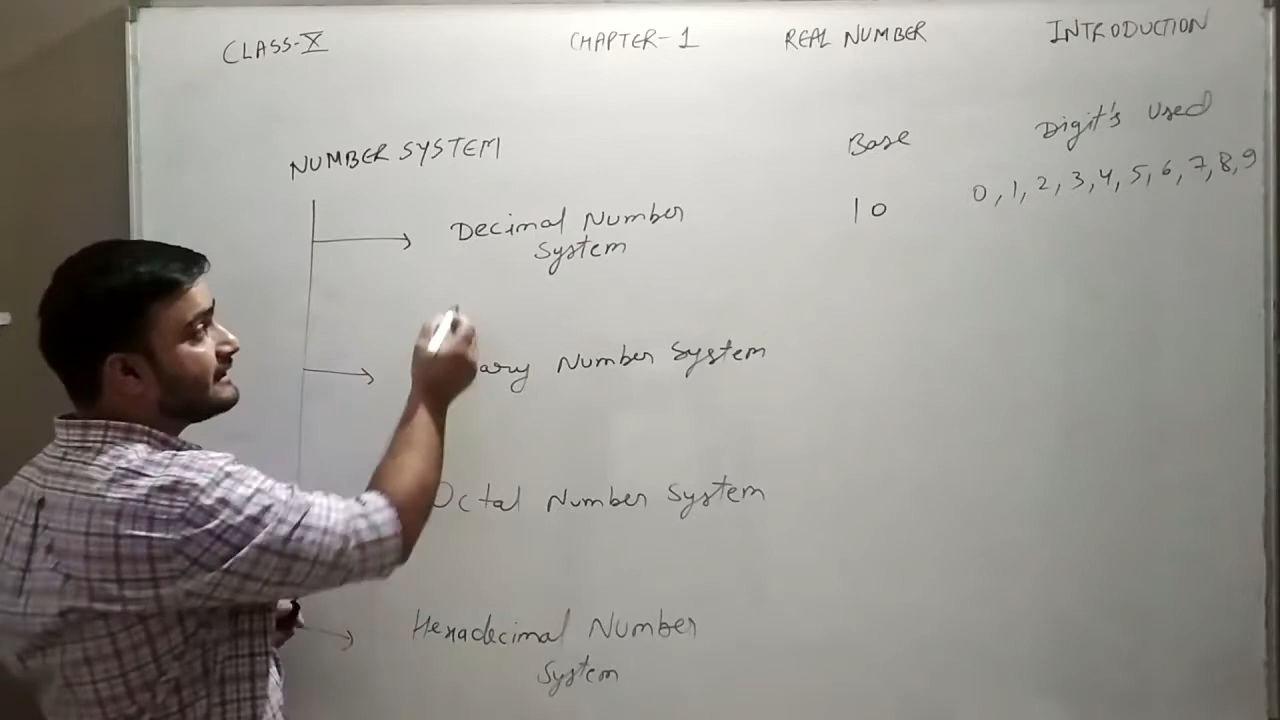 CLASS-X CHAPTER-1 REAL NUMBER INTRODUCTION
NUMBER SYSTEM Base Digit's Used
Decimal Number 10 0,1,2,3,4,5,6,7,8,9
System
Number System
Octal Number System
Hexadecimal Number
System